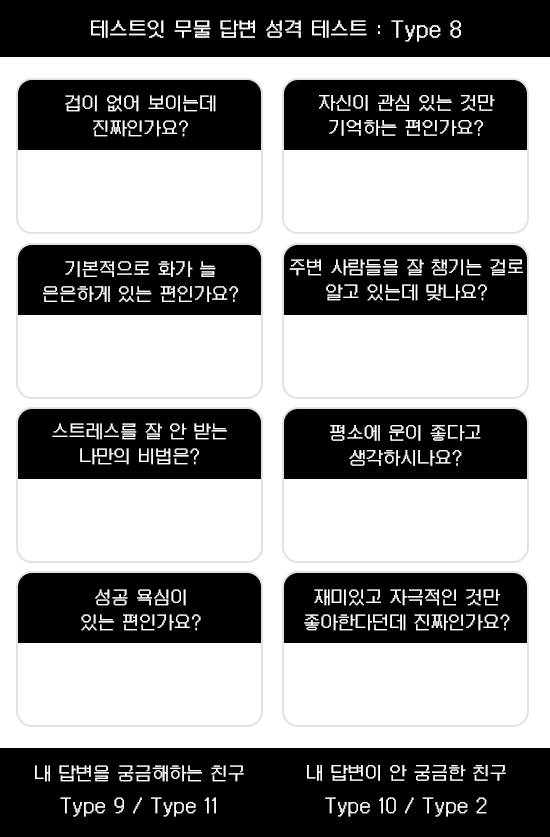 테스트잇 무물 답변 성격 테스트 : Type 8
겁이 없어 보이는데
진짜인가요?
자신이 관심 있는 것만
기억하는 편인가요?
기본적으로 화가 늘
은은하게 있는 편인가요?
주변 사람들을 잘 챙기는 걸로
알고 있는데 맞나요?
스트레스를 잘 안 받는
나만의 비법은?
평소에 운이 좋다고
생각하시나요?
성공 욕심이
있는 편인가요?
재미있고 자극적인 것만
좋아한다던데 진짜인가요?
내 답변을 궁금해하는 친구
Type 9 / Type 11
내 답변이 안 궁금한 친구
Type 10 / Type 2